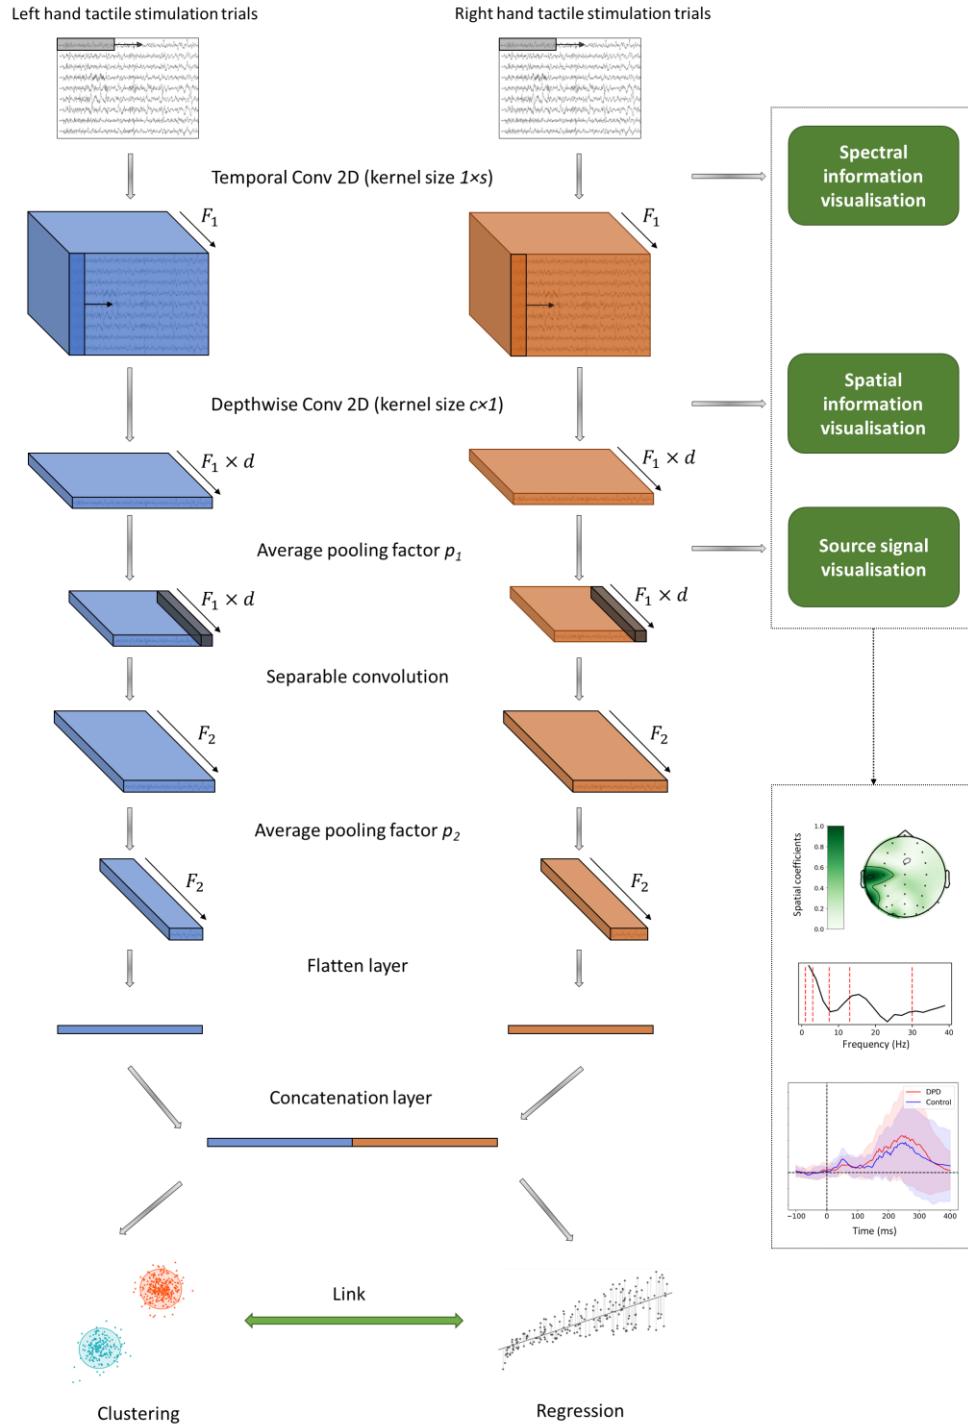 Left hand tactile stimulation trials
Right hand tactile stimulation trials
Temporal Conv 2D (kernel size 1×s)
Spectral
information
visualisation
F₁
F₁
Depthwise Conv 2D (kernel size c×1)
Spatial
information
visualisation
F₁ × d
F₁ × d
Average pooling factor p₁
Source signal
visualisation
F₁ × d
F₁ × d
Separable convolution
F₂
F₂
Average pooling factor p₂
F₂
F₂
Spatial coefficients
1.0
0.8
0.6
0.4
0.2
0.0
Flatten layer
0 10 20 30 40
Frequency (Hz)
Concatenation layer
DPD
Control
−100 0 100 200 300 400
Time (ms)
Link
Clustering
Regression